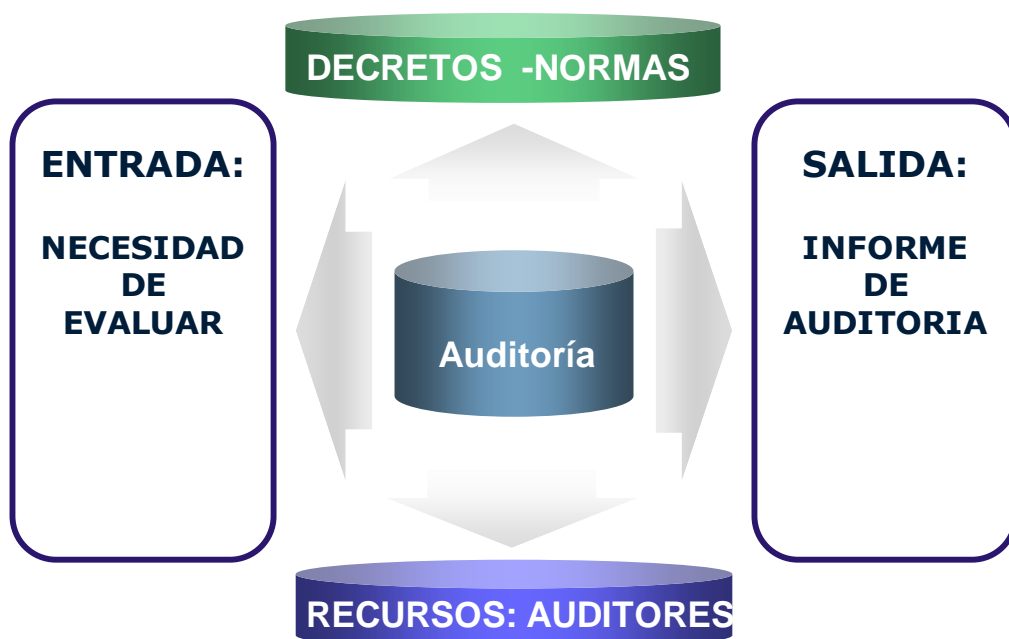 DECRETOS -NORMAS
ENTRADA:
NECESIDAD
DE
EVALUAR
Auditoría
SALIDA:
INFORME
DE
AUDITORIA
RECURSOS: AUDITORES